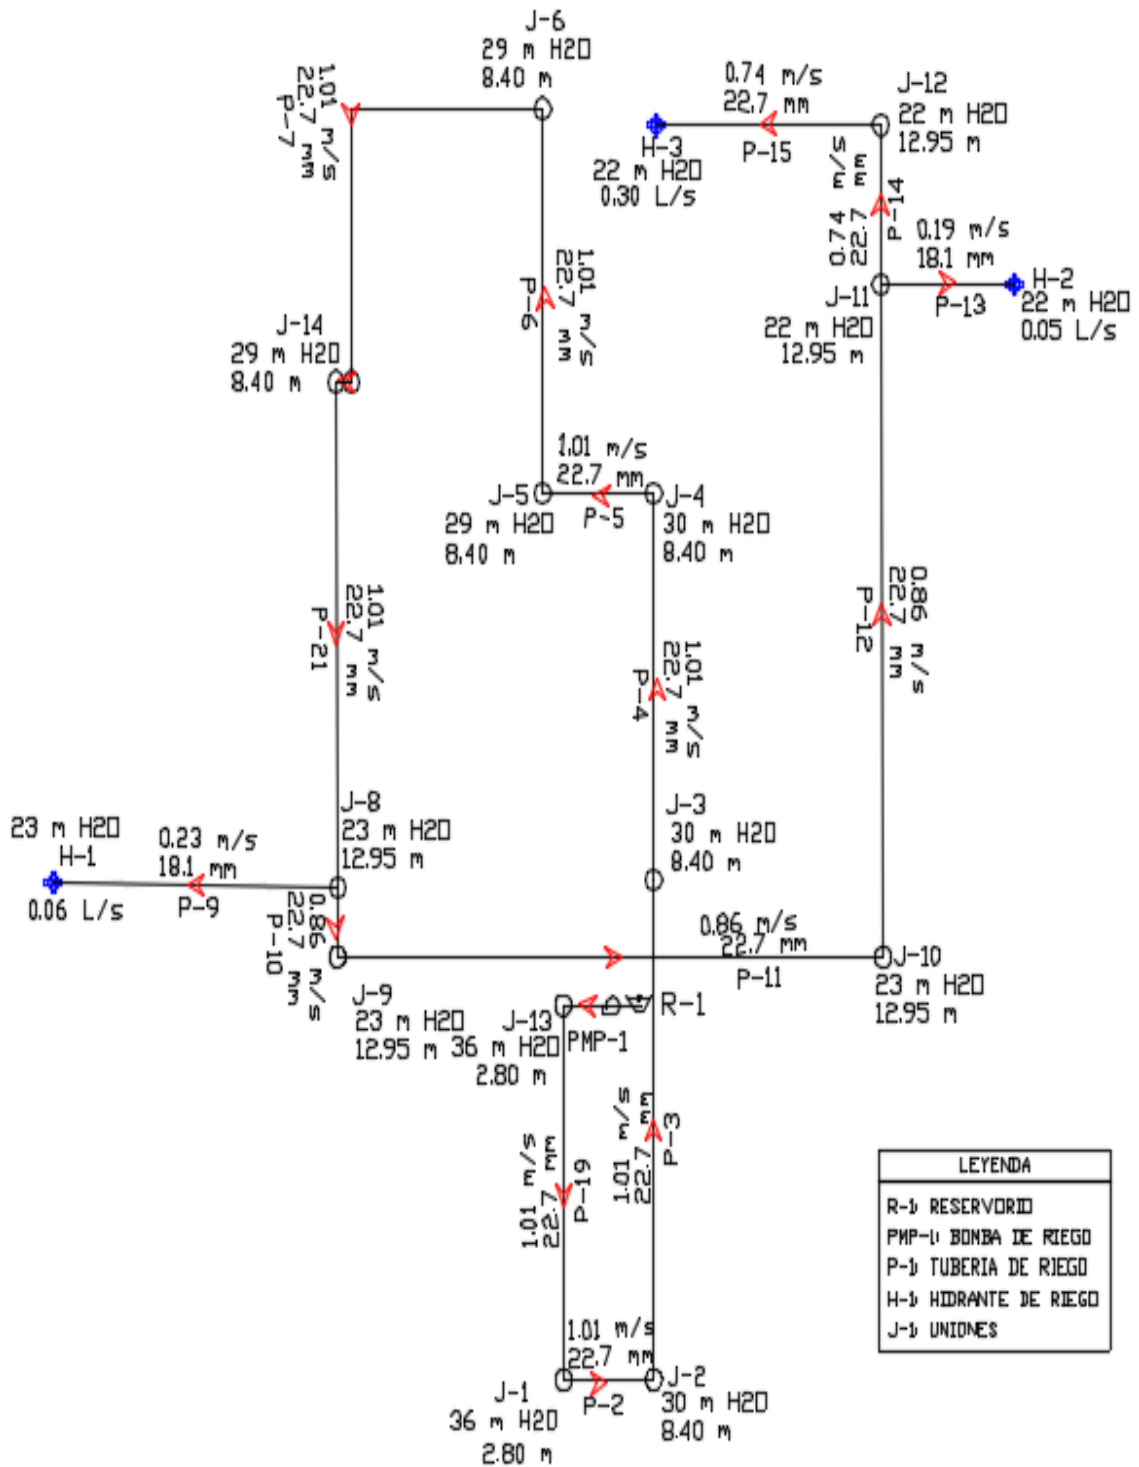 J-6
29 m H2O
8.40 m
1.01 m/s
22.7 mm
P-7
0.74 m/s
22.7 mm
P-15
H-3
22 m H2O
0.30 L/s
J-12
22 m H2O
12.95 m
0.74 m/s
22.7 mm
P-14
0.19 m/s
18.1 mm
P-13
H-2
22 m H2O
0.05 L/s
J-11
22 m H2O
12.95 m
1.01 m/s
22.7 mm
P-6
J-14
29 m H2O
8.40 m
1.01 m/s
22.7 mm
P-5
J-5
29 m H2O
8.40 m
J-4
30 m H2O
8.40 m
1.01 m/s
22.7 mm
P-21
1.01 m/s
22.7 mm
P-4
0.86 m/s
22.7 mm
P-12
J-3
30 m H2O
8.40 m
J-8
23 m H2O
12.95 m
23 m H2O
H-1
0.06 L/s
0.23 m/s
18.1 mm
P-9
0.86 m/s
22.7 mm
P-10
0.86 m/s
22.7 mm
P-11
J-10
23 m H2O
12.95 m
J-9
23 m H2O
12.95 m
J-13
36 m H2O
2.80 m
PMP-1
R-1
1.01 m/s
22.7 mm
P-19
1.01 m/s
22.7 mm
P-3
1.01 m/s
22.7 mm
P-2
J-1
36 m H2O
2.80 m
J-2
30 m H2O
8.40 m
LEYENDA
R-1: RESERVORIO
PMP-1: BOMBA DE RIEGO
P-1: TUBERIA DE RIEGO
H-1: HIDRANTE DE RIEGO
J-1: UNIONES